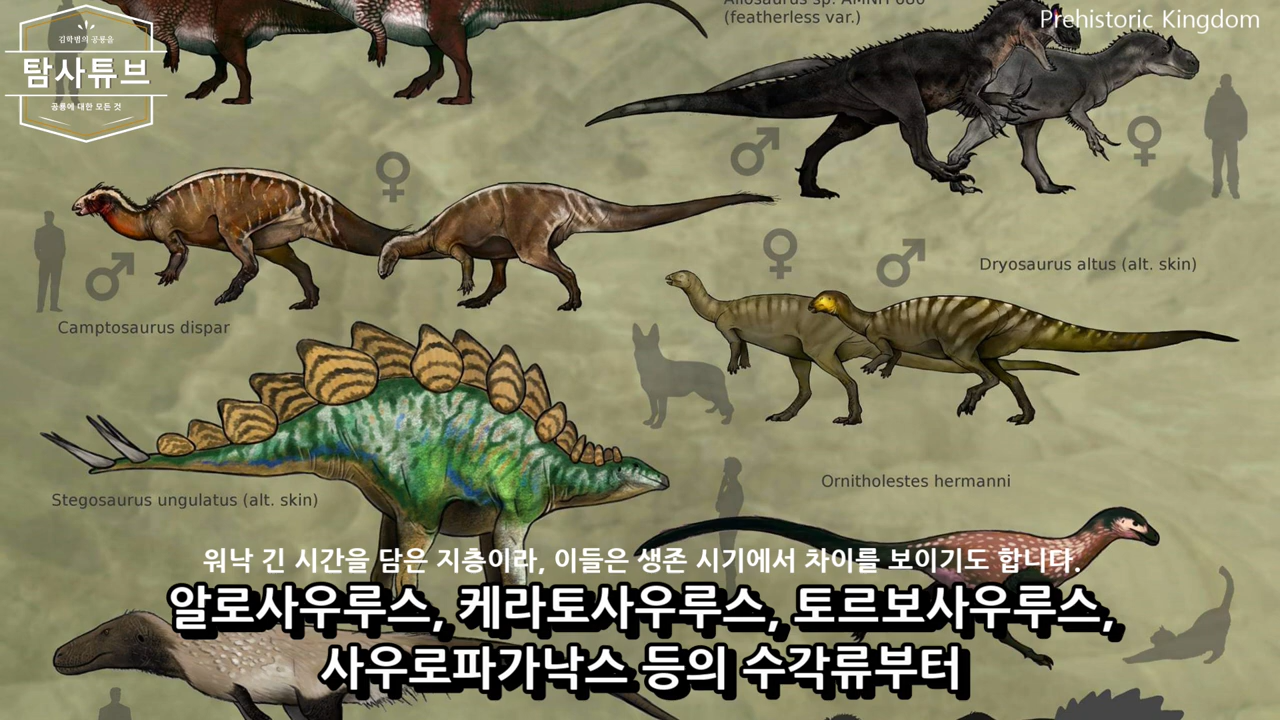 Allosaurus sp. AMNH 680
(featherless var.)
Prehistoric Kingdom
김학범의 공룡을
탐사튜브
공룡에 대한 모든 것
Camptosaurus dispar
Dryosaurus altus (alt. skin)
Stegosaurus ungulatus (alt. skin)
Ornitholestes hermanni
워낙 긴 시간을 담은 지층이라, 이들은 생존 시기에서 차이를 보이기도 합니다.
알로사우루스, 케라토사우루스, 토르보사우루스,
사우로파가낙스 등의 수각류부터